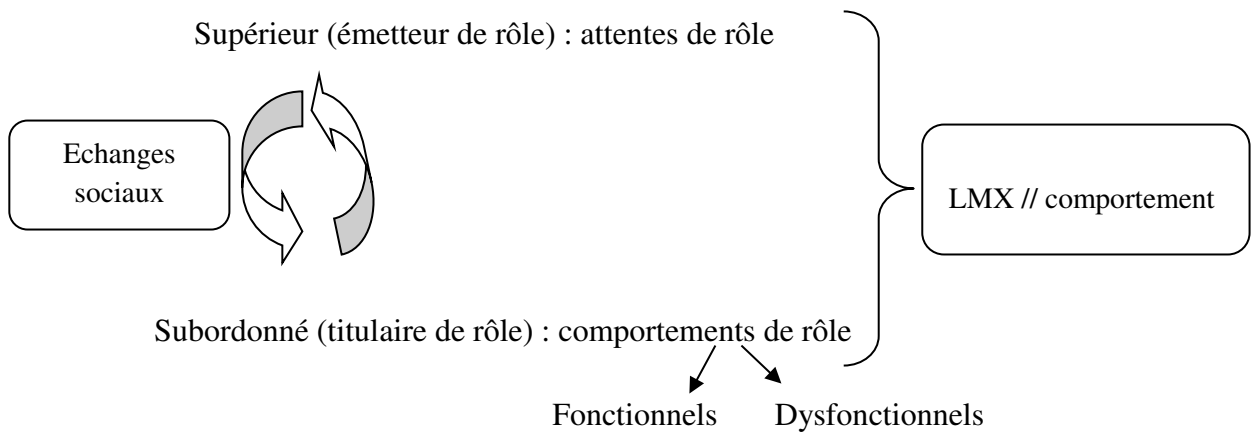 Supérieur (émetteur de rôle) : attentes de rôle
Echanges
sociaux
LMX // comportement
Subordonné (titulaire de rôle) : comportements de rôle
Fonctionnels
Dysfonctionnels